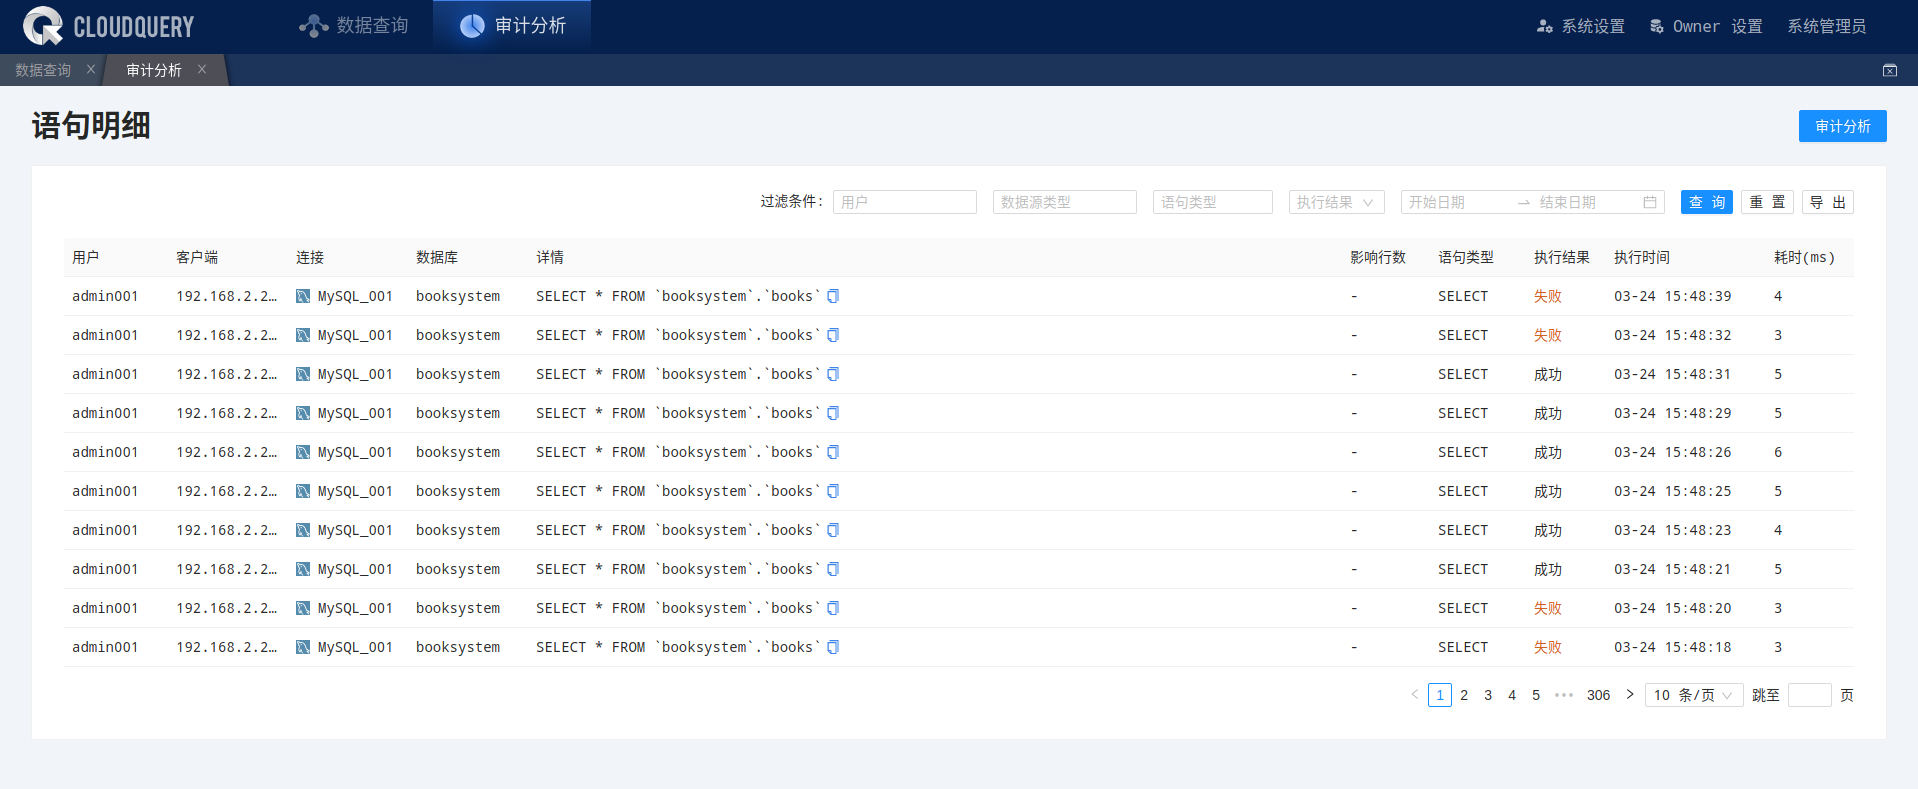 CLOUDQUERY 数据查询 审计分析 系统设置 Owner 设置 系统管理员
数据查询 审计分析
语句明细 审计分析
过滤条件: 用户 数据源类型 语句类型 执行结果 开始日期 → 结束日期 查 询 重 置 导 出
用户 客户端 连接 数据库 详情 影响行数 语句类型 执行结果 执行时间 耗时(ms)
admin001 192.168.2.2… MySQL_001 booksystem SELECT * FROM `booksystem`.`books` - SELECT 失败 03-24 15:48:39 4
admin001 192.168.2.2… MySQL_001 booksystem SELECT * FROM `booksystem`.`books` - SELECT 失败 03-24 15:48:32 3
admin001 192.168.2.2… MySQL_001 booksystem SELECT * FROM `booksystem`.`books` - SELECT 成功 03-24 15:48:31 5
admin001 192.168.2.2… MySQL_001 booksystem SELECT * FROM `booksystem`.`books` - SELECT 成功 03-24 15:48:29 5
admin001 192.168.2.2… MySQL_001 booksystem SELECT * FROM `booksystem`.`books` - SELECT 成功 03-24 15:48:26 6
admin001 192.168.2.2… MySQL_001 booksystem SELECT * FROM `booksystem`.`books` - SELECT 成功 03-24 15:48:25 5
admin001 192.168.2.2… MySQL_001 booksystem SELECT * FROM `booksystem`.`books` - SELECT 成功 03-24 15:48:23 4
admin001 192.168.2.2… MySQL_001 booksystem SELECT * FROM `booksystem`.`books` - SELECT 成功 03-24 15:48:21 5
admin001 192.168.2.2… MySQL_001 booksystem SELECT * FROM `booksystem`.`books` - SELECT 失败 03-24 15:48:20 3
admin001 192.168.2.2… MySQL_001 booksystem SELECT * FROM `booksystem`.`books` - SELECT 失败 03-24 15:48:18 3
< 1 2 3 4 5 ••• 306 > 10 条/页 跳至 页